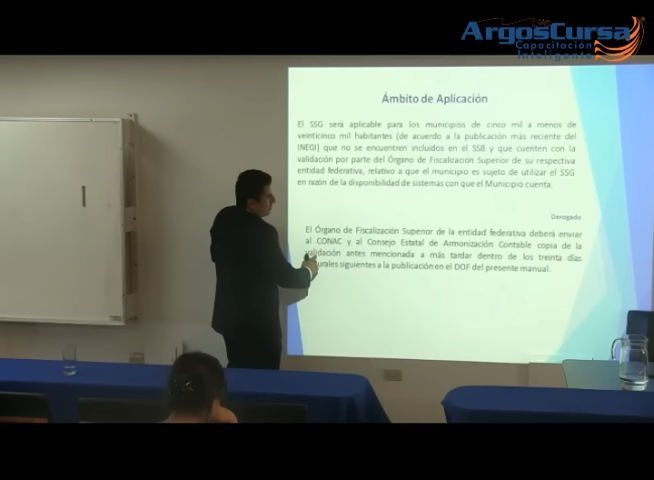 ArgosCursa
Capacitación
Inteligente
Ámbito de Aplicación
El SSG será aplicable para los municipios de cinco mil a menos de
veinticinco mil habitantes (de acuerdo a la publicación más reciente del
INEGI) que no se encuentren incluidos en el SSB y que cuenten con la
validación por parte del Órgano de Fiscalización Superior de su respectiva
entidad federativa, relativo a que el municipio es sujeto de utilizar el SSG
en razón de la disponibilidad de sistemas con que el Municipio cuenta.
Derogado
El Órgano de Fiscalización Superior de la entidad federativa deberá enviar
al CONAC y al Consejo Estatal de Armonización Contable copia de la
validación antes mencionada a más tardar dentro de los treinta días
siguientes a la publicación en el DOF del presente manual.